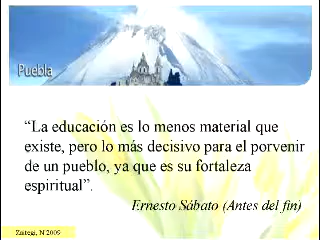 Puebla
“La educación es lo menos material que
existe, pero lo más decisivo para el porvenir
de un pueblo, ya que es su fortaleza
espiritual”.
Ernesto Sábato (Antes del fin)
Zaitegi, N 2009